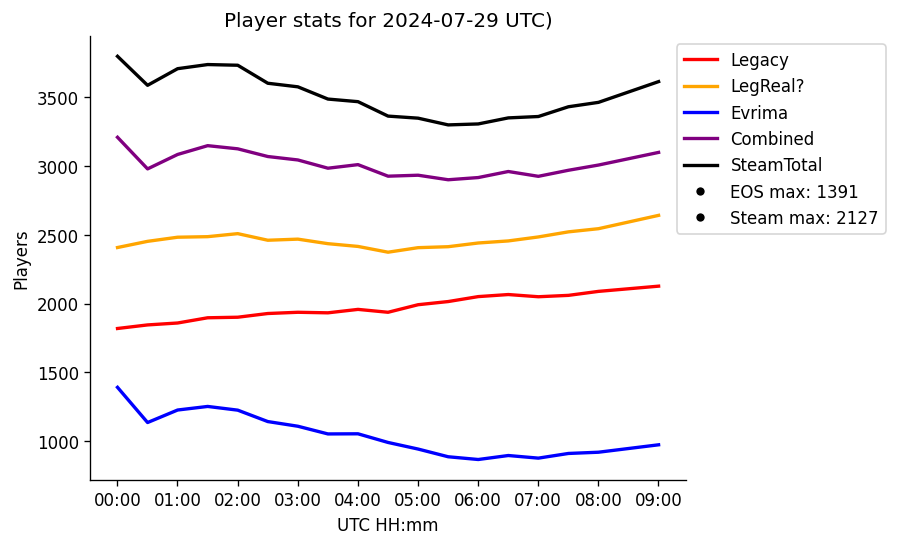 Player stats for 2024-07-29 UTC)
Legacy
LegReal?
Evrima
Combined
SteamTotal
EOS max: 1391
Steam max: 2127
Players
3500
3000
2500
2000
1500
1000
00:00 01:00 02:00 03:00 04:00 05:00 06:00 07:00 08:00 09:00
UTC HH:mm